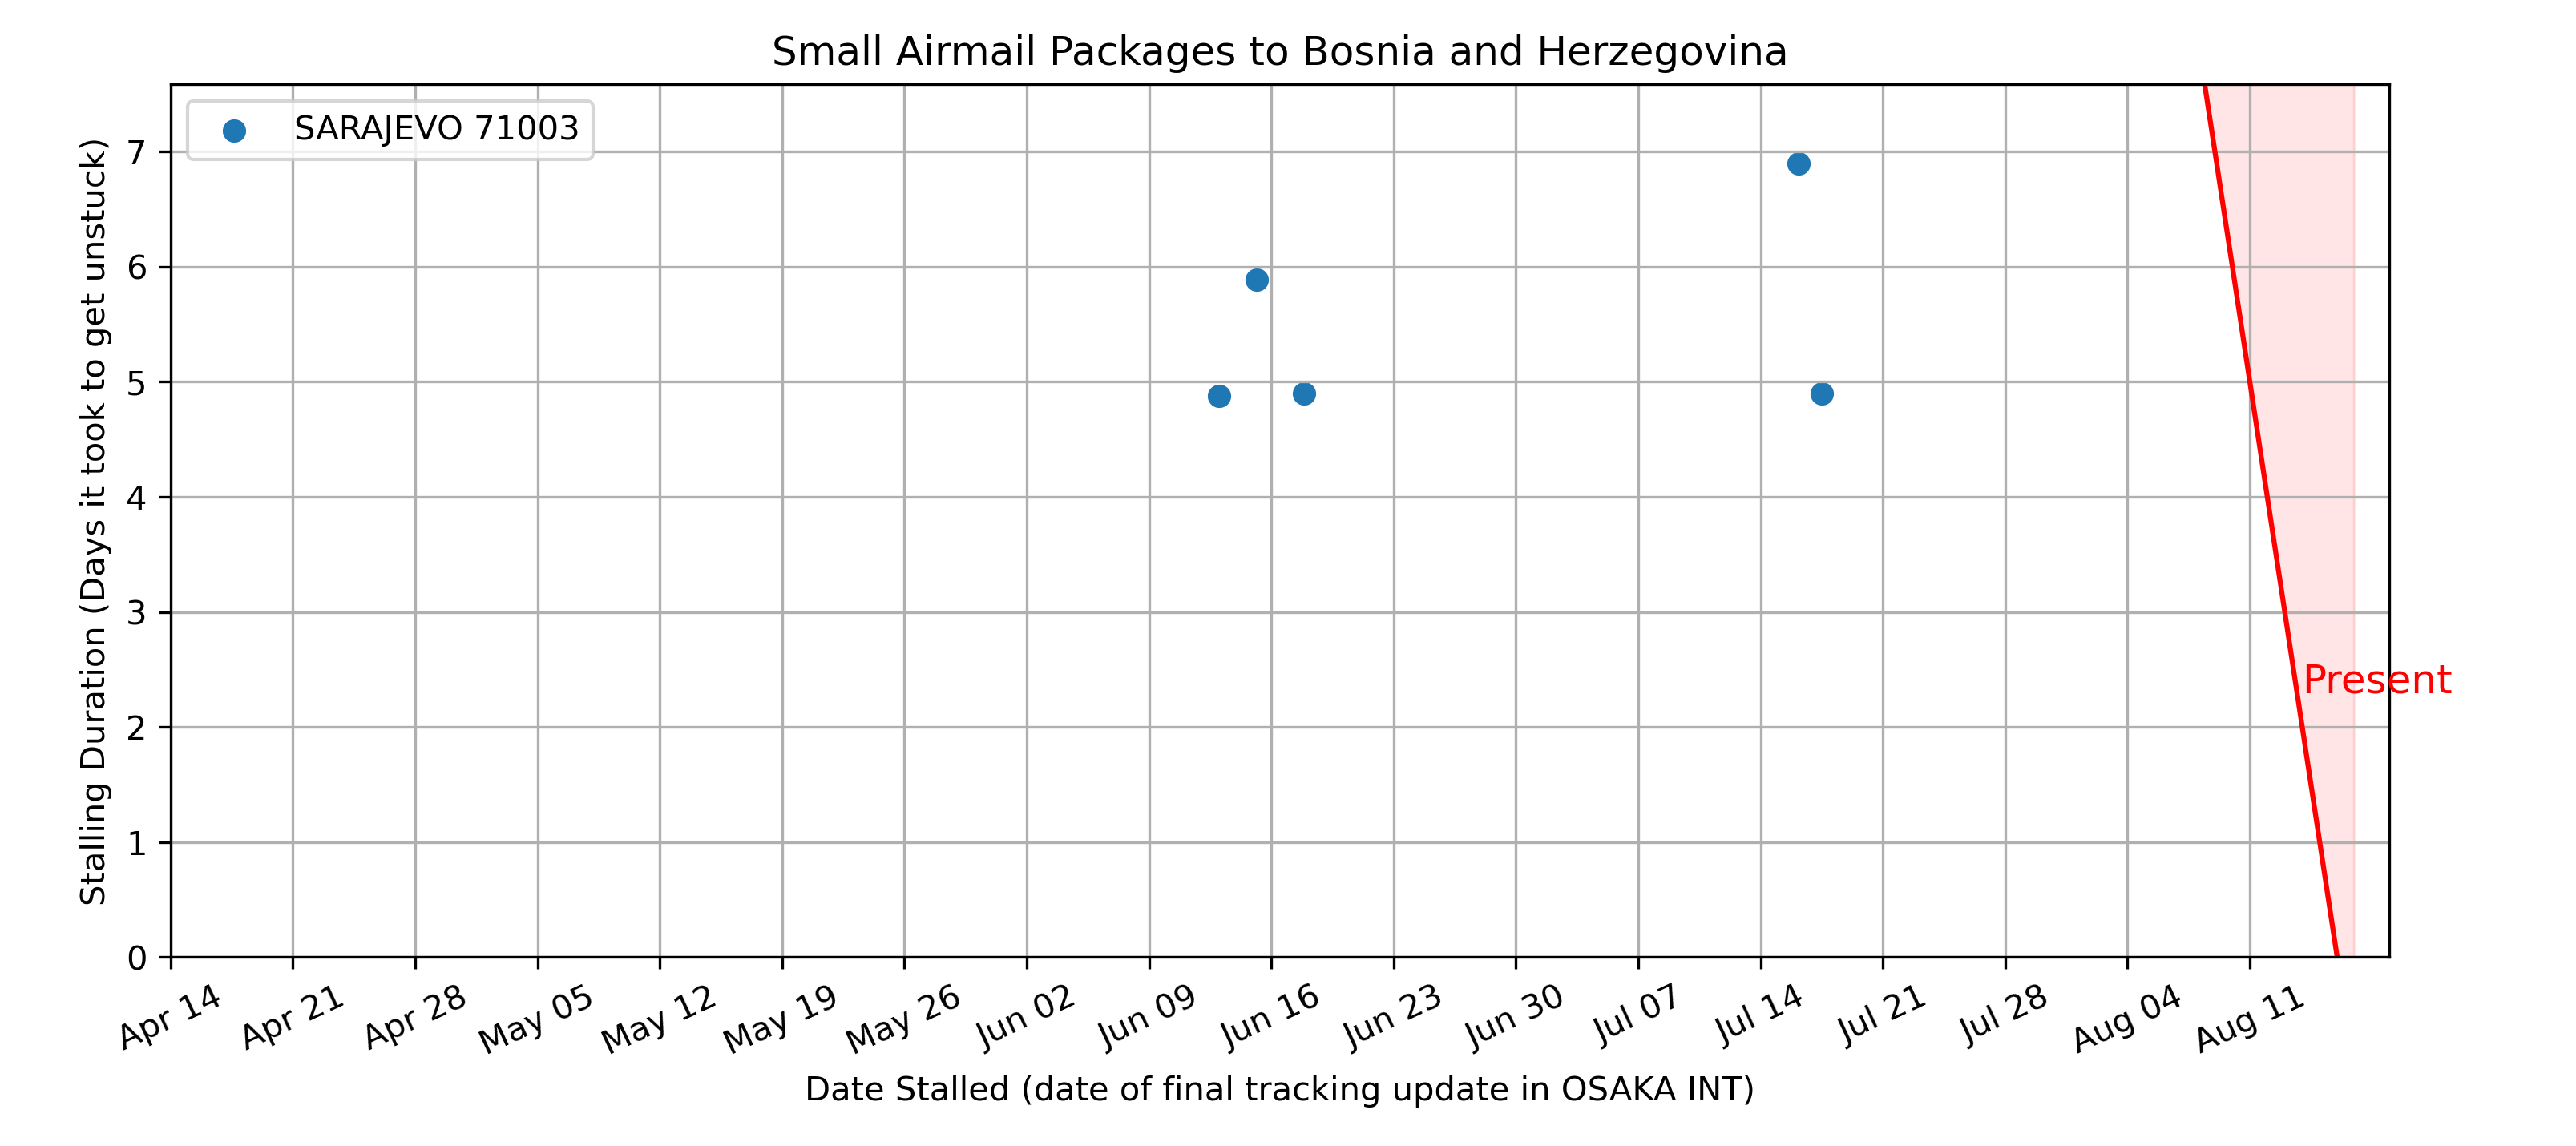 Small Airmail Packages to Bosnia and Herzegovina
SARAJEVO 71003
Stalling Duration (Days it took to get unstuck)
7
6
5
4
3
2
1
0
Present
Apr 14
Apr 21
Apr 28
May 05
May 12
May 19
May 26
Jun 02
Jun 09
Jun 16
Jun 23
Jun 30
Jul 07
Jul 14
Jul 21
Jul 28
Aug 04
Aug 11
Date Stalled (date of final tracking update in OSAKA INT)